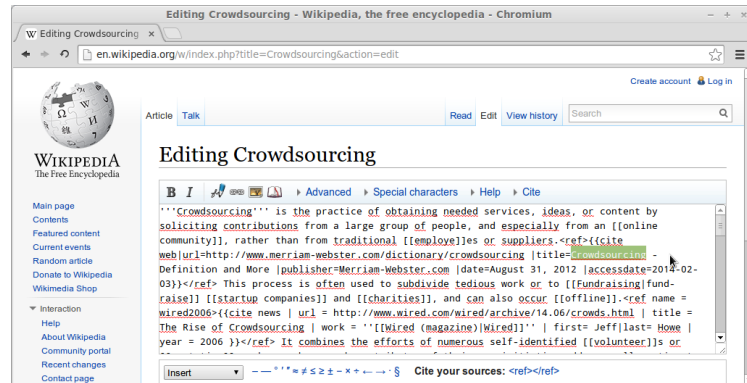 Editing Crowdsourcing - Wikipedia, the free encyclopedia - Chromium
W Editing Crowdsourcing ×
en.wikipedia.org/w/index.php?title=Crowdsourcing&action=edit
Create account Log in
Article Talk Read Edit View history Search
WIKIPEDIA
The Free Encyclopedia
Main page
Contents
Featured content
Current events
Random article
Donate to Wikipedia
Wikimedia Shop
Interaction
Help
About Wikipedia
Community portal
Recent changes
Contact page
Editing Crowdsourcing
B I Advanced Special characters Help Cite
'''Crowdsourcing''' is the practice of obtaining needed services, ideas, or content by
soliciting contributions from a large group of people, and especially from an [[online
community]], rather than from traditional [[employe]]es or suppliers.<ref>{{cite
web|url=http://www.merriam-webster.com/dictionary/crowdsourcing |title=Crowdsourcing -
Definition and More |publisher=Merriam-Webster.com |date=August 31, 2012 |accessdate=2014-02-
03}}</ref> This process is often used to subdivide tedious work or to [[Fundraising|fund-
raise]] [[startup companies]] and [[charities]], and can also occur [[offline]].<ref name =
wired2006>{{cite news | url = http://www.wired.com/wired/archive/14.06/crowds.html | title =
The Rise of Crowdsourcing | work = ''[[Wired (magazine)|Wired]]'' | first= Jeff|last= Howe |
year = 2006 }}</ref> It combines the efforts of numerous self-identified [[volunteer]]s or
Insert – — ° ′ ″ ≈ ≠ ≤ ≥ ± − × ÷ ← → · § Cite your sources: <ref></ref>